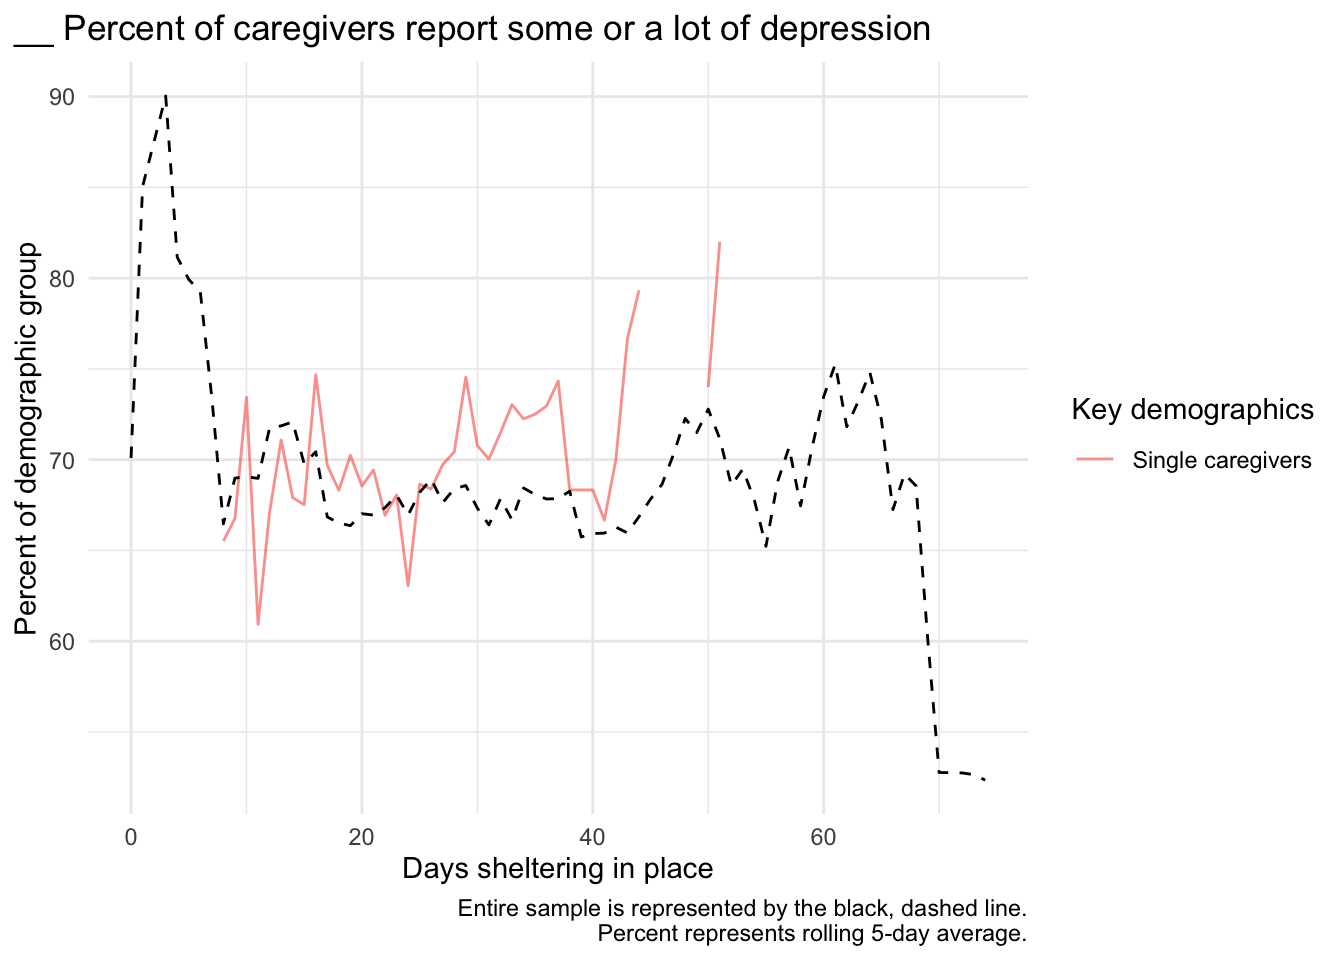 __ Percent of caregivers report some or a lot of depression
Percent of demographic group
90
80
70
60
0
20
40
60
Days sheltering in place
Key demographics
Single caregivers
Entire sample is represented by the black, dashed line.
Percent represents rolling 5-day average.